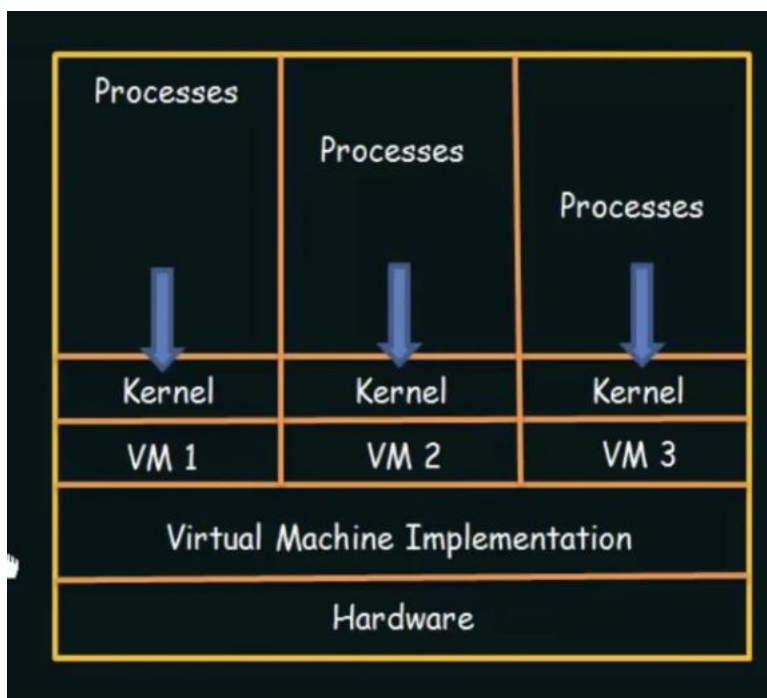 Processes
Processes
Processes
Kernel Kernel Kernel
VM 1 VM 2 VM 3
Virtual Machine Implementation
Hardware